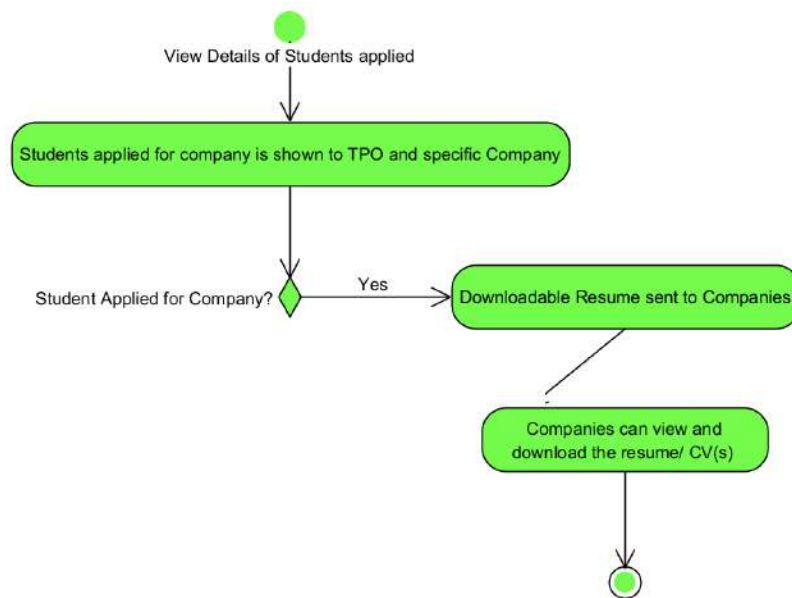 View Details of Students applied
Students applied for company is shown to TPO and specific Company
Student Applied for Company?
Yes
Downloadable Resume sent to Companies
Companies can view and
download the resume/ CV(s)